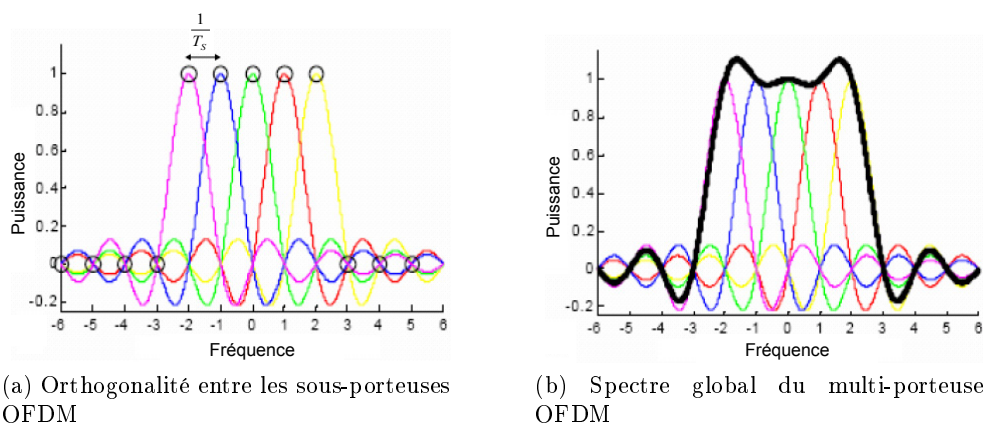 1
T_S
1
0.8
0.6
0.4
0.2
0
-0.2
Puissance
-6 -5 -4 -3 -2 -1 0 1 2 3 4 5 6
Fréquence
(a) Orthogonalité entre les sous-porteuses
OFDM
1
0.8
0.6
0.4
0.2
0
-0.2
Puissance
-6 -5 -4 -3 -2 -1 0 1 2 3 4 5 6
Fréquence
(b) Spectre global du multi-porteuse
OFDM